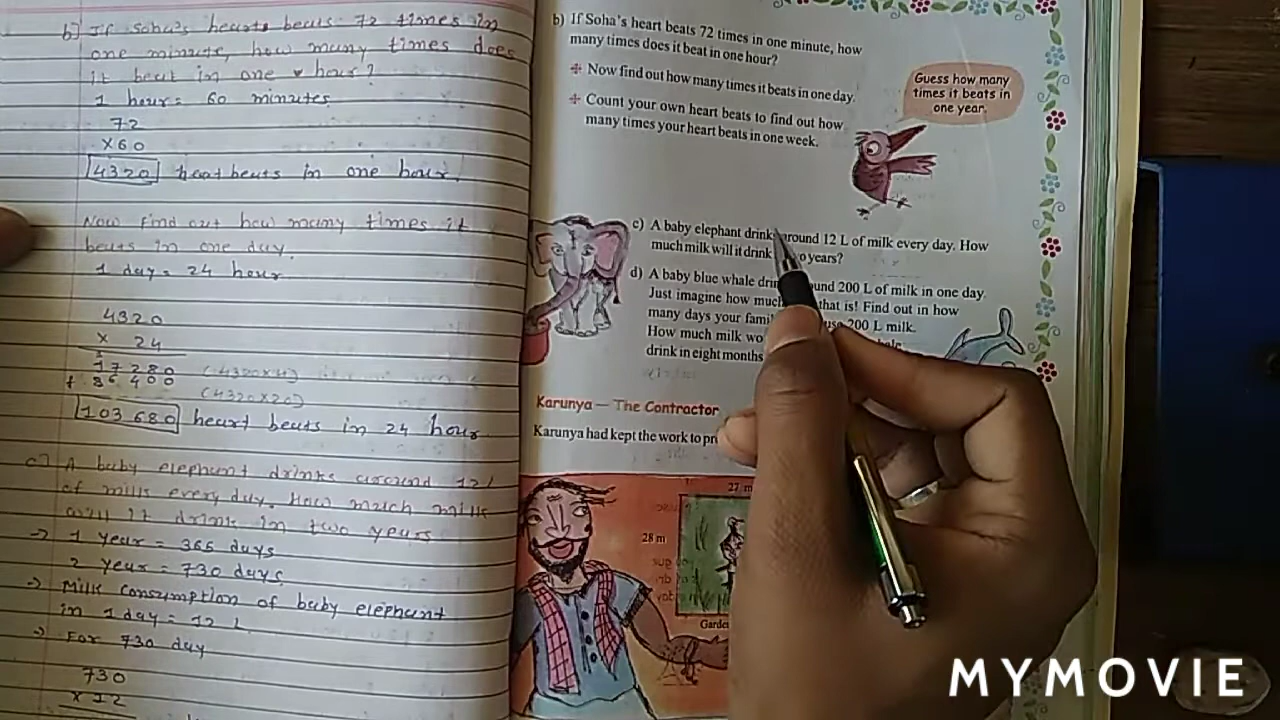 b) If Soha's heart beats 72 times in
one minute, how many times does
it beat in one hour?
1 hour = 60 minutes
72
×60
4320 heart beats in one hour.
Now find out how many times it
beats in one day.
1 day = 24 hour
4320
× 24
17280 (4320×4)
+ 86400 (4320×20)
103680 heart beats in 24 hour
c) A baby elephant drinks around 12 l
of milk every day. How much milk
will it drink in two years
→ 1 year = 365 days
2 year = 730 days
→ Milk consumption of baby elephant
in 1 day = 12 L
→ For 730 day
730
× 12
b) If Soha's heart beats 72 times in one minute, how
many times does it beat in one hour?
Now find out how many times it beats in one day.
Count your own heart beats to find out how
many times your heart beats in one week.
Guess how many
times it beats in
one year.
c) A baby elephant drink around 12 L of milk every day. How
much milk will it drink years?
d) A baby blue whale 200 L of milk in one day.
Just imagine how much that is! Find out in how
many days your use 200 L milk.
How much milk
drink in eight months
Karunya — The Contractor
Karunya had kept the work to
27 m
28 m
MYMOVIE